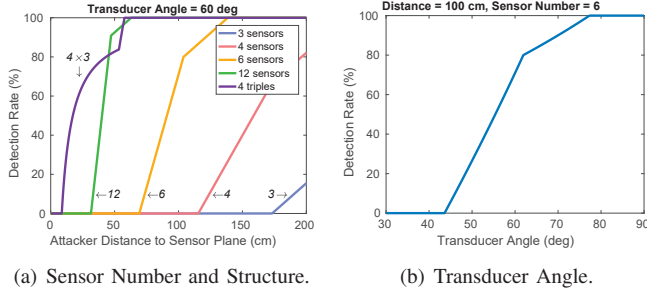 Transducer Angle = 60 deg
Detection Rate (%)
100
80
60
40
20
0
4×3
↓
3 sensors
4 sensors
6 sensors
12 sensors
4 triples
←12
←6
←4
3→
0 50 100 150 200
Attacker Distance to Sensor Plane (cm)
(a) Sensor Number and Structure.
Distance = 100 cm, Sensor Number = 6
Detection Rate (%)
100
80
60
40
20
0
30 40 50 60 70 80 90
Transducer Angle (deg)
(b) Transducer Angle.